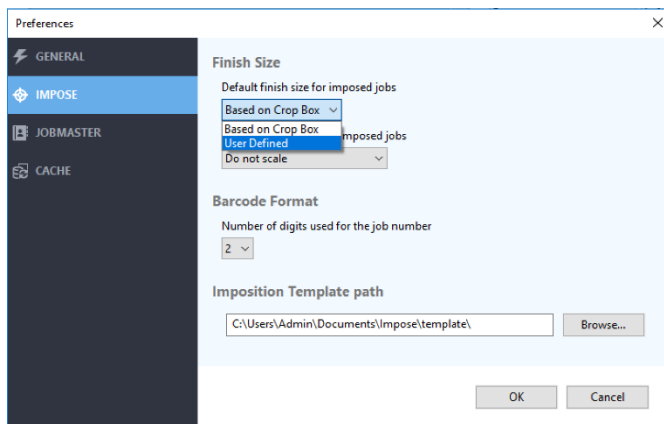 Preferences
GENERAL
IMPOSE
JOBMASTER
CACHE
Finish Size
Default finish size for imposed jobs
Based on Crop Box
Based on Crop Box
User Defined
mposed jobs
Do not scale
Barcode Format
Number of digits used for the job number
2
Imposition Template path
C:\Users\Admin\Documents\Impose\template\
Browse...
OK
Cancel